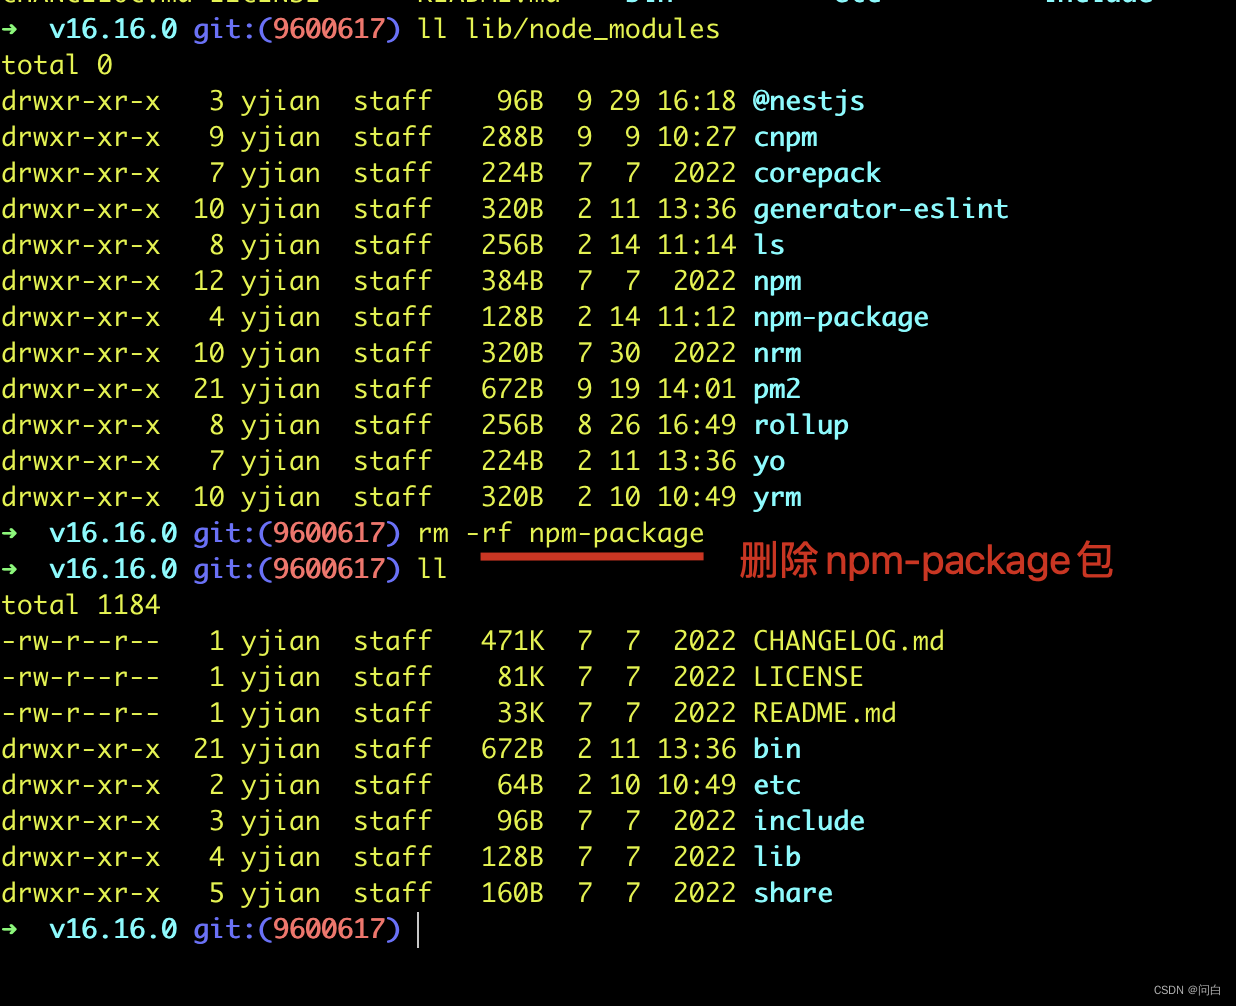 ➜ v16.16.0 git:(9600617) ll lib/node_modules
total 0
drwxr-xr-x 3 yjian staff 96B 9 29 16:18 @nestjs
drwxr-xr-x 9 yjian staff 288B 9 9 10:27 cnpm
drwxr-xr-x 7 yjian staff 224B 7 7 2022 corepack
drwxr-xr-x 10 yjian staff 320B 2 11 13:36 generator-eslint
drwxr-xr-x 8 yjian staff 256B 2 14 11:14 ls
drwxr-xr-x 12 yjian staff 384B 7 7 2022 npm
drwxr-xr-x 4 yjian staff 128B 2 14 11:12 npm-package
drwxr-xr-x 10 yjian staff 320B 7 30 2022 nrm
drwxr-xr-x 21 yjian staff 672B 9 19 14:01 pm2
drwxr-xr-x 8 yjian staff 256B 8 26 16:49 rollup
drwxr-xr-x 7 yjian staff 224B 2 11 13:36 yo
drwxr-xr-x 10 yjian staff 320B 2 10 10:49 yrm
➜ v16.16.0 git:(9600617) rm -rf npm-package
删除npm-package包
➜ v16.16.0 git:(9600617) ll
total 1184
-rw-r--r-- 1 yjian staff 471K 7 7 2022 CHANGELOG.md
-rw-r--r-- 1 yjian staff 81K 7 7 2022 LICENSE
-rw-r--r-- 1 yjian staff 33K 7 7 2022 README.md
drwxr-xr-x 21 yjian staff 672B 2 11 13:36 bin
drwxr-xr-x 2 yjian staff 64B 2 10 10:49 etc
drwxr-xr-x 3 yjian staff 96B 7 7 2022 include
drwxr-xr-x 4 yjian staff 128B 7 7 2022 lib
drwxr-xr-x 5 yjian staff 160B 7 7 2022 share
➜ v16.16.0 git:(9600617)
CSDN @问白